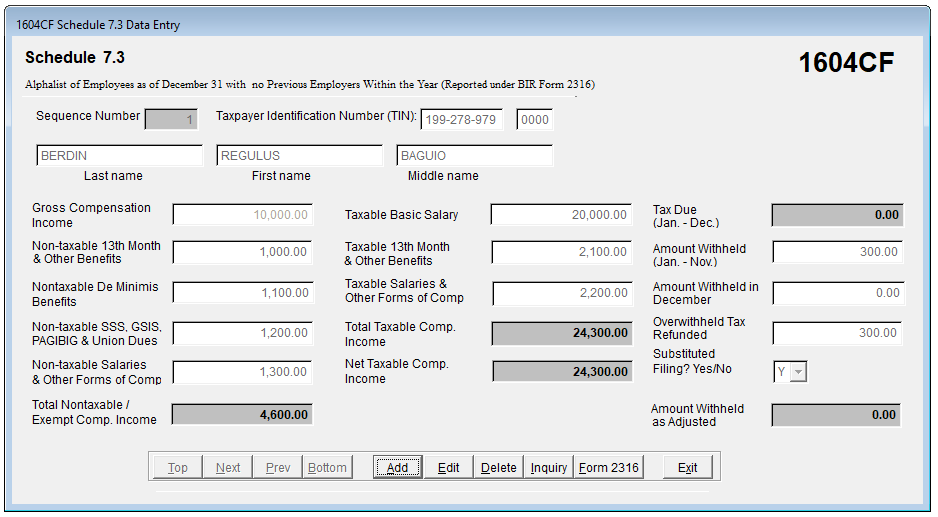 1604CF Schedule 7.3 Data Entry
Schedule 7.3
1604CF
Alphalist of Employees as of December 31 with no Previous Employers Within the Year (Reported under BIR Form 2316)
Sequence Number 1 Taxpayer Identification Number (TIN): 199-278-979 0000
BERDIN REGULUS BAGUIO
Last name First name Middle name
Gross Compensation
Income
10,000.00
Non-taxable 13th Month
& Other Benefits
1,000.00
Nontaxable De Minimis
Benefits
1,100.00
Non-taxable SSS, GSIS,
PAGIBIG & Union Dues
1,200.00
Non-taxable Salaries
& Other Forms of Comp
1,300.00
Total Nontaxable /
Exempt Comp. Income
4,600.00
Taxable Basic Salary
20,000.00
Taxable 13th Month
& Other Benefits
2,100.00
Taxable Salaries &
Other Forms of Comp
2,200.00
Total Taxable Comp.
Income
24,300.00
Net Taxable Comp.
Income
24,300.00
Tax Due
(Jan. - Dec.)
0.00
Amount Withheld
(Jan. - Nov.)
300.00
Amount Withheld in
December
0.00
Overwithheld Tax
Refunded
300.00
Substituted
Filing? Yes/No
Y
Amount Withheld
as Adjusted
0.00
Top Next Prev Bottom Add Edit Delete Inquiry Form 2316 Exit